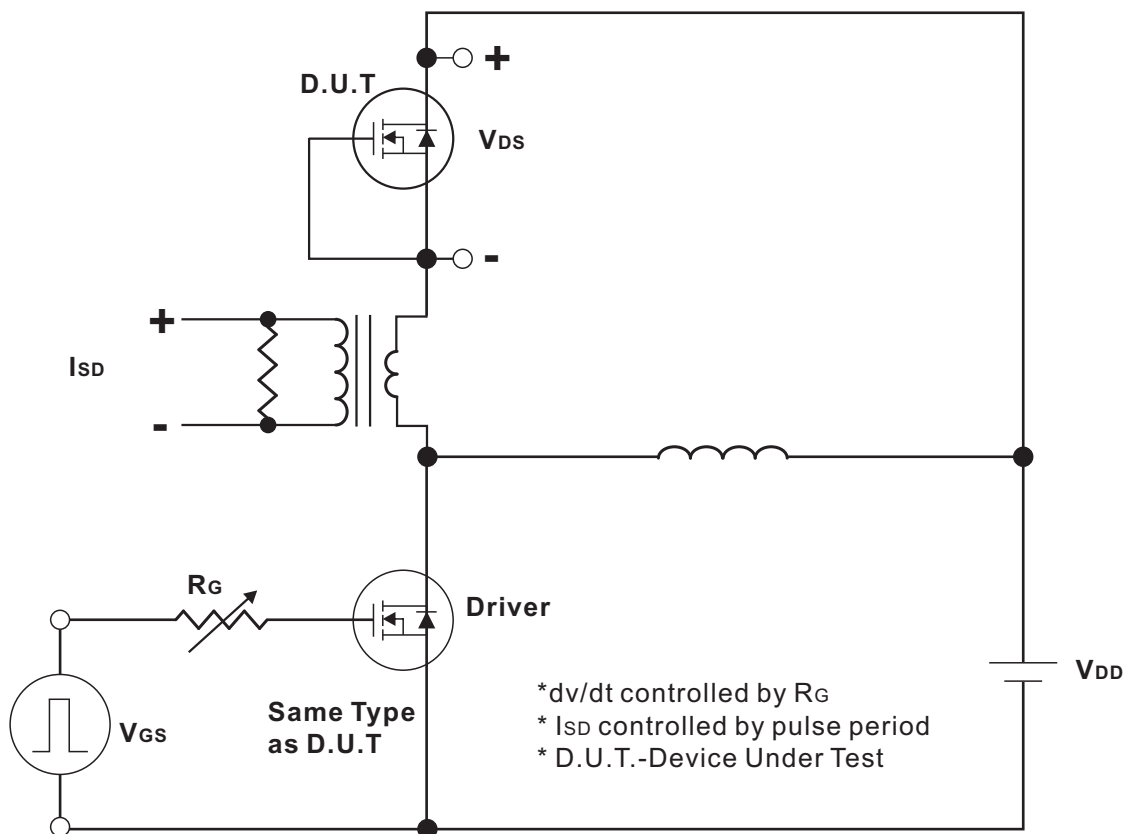 +
D.U.T
VDS
-
+
ISD
-
RG
Driver
VDD
VGS
Same Type
as D.U.T
*dv/dt controlled by RG
* ISD controlled by pulse period
* D.U.T.-Device Under Test